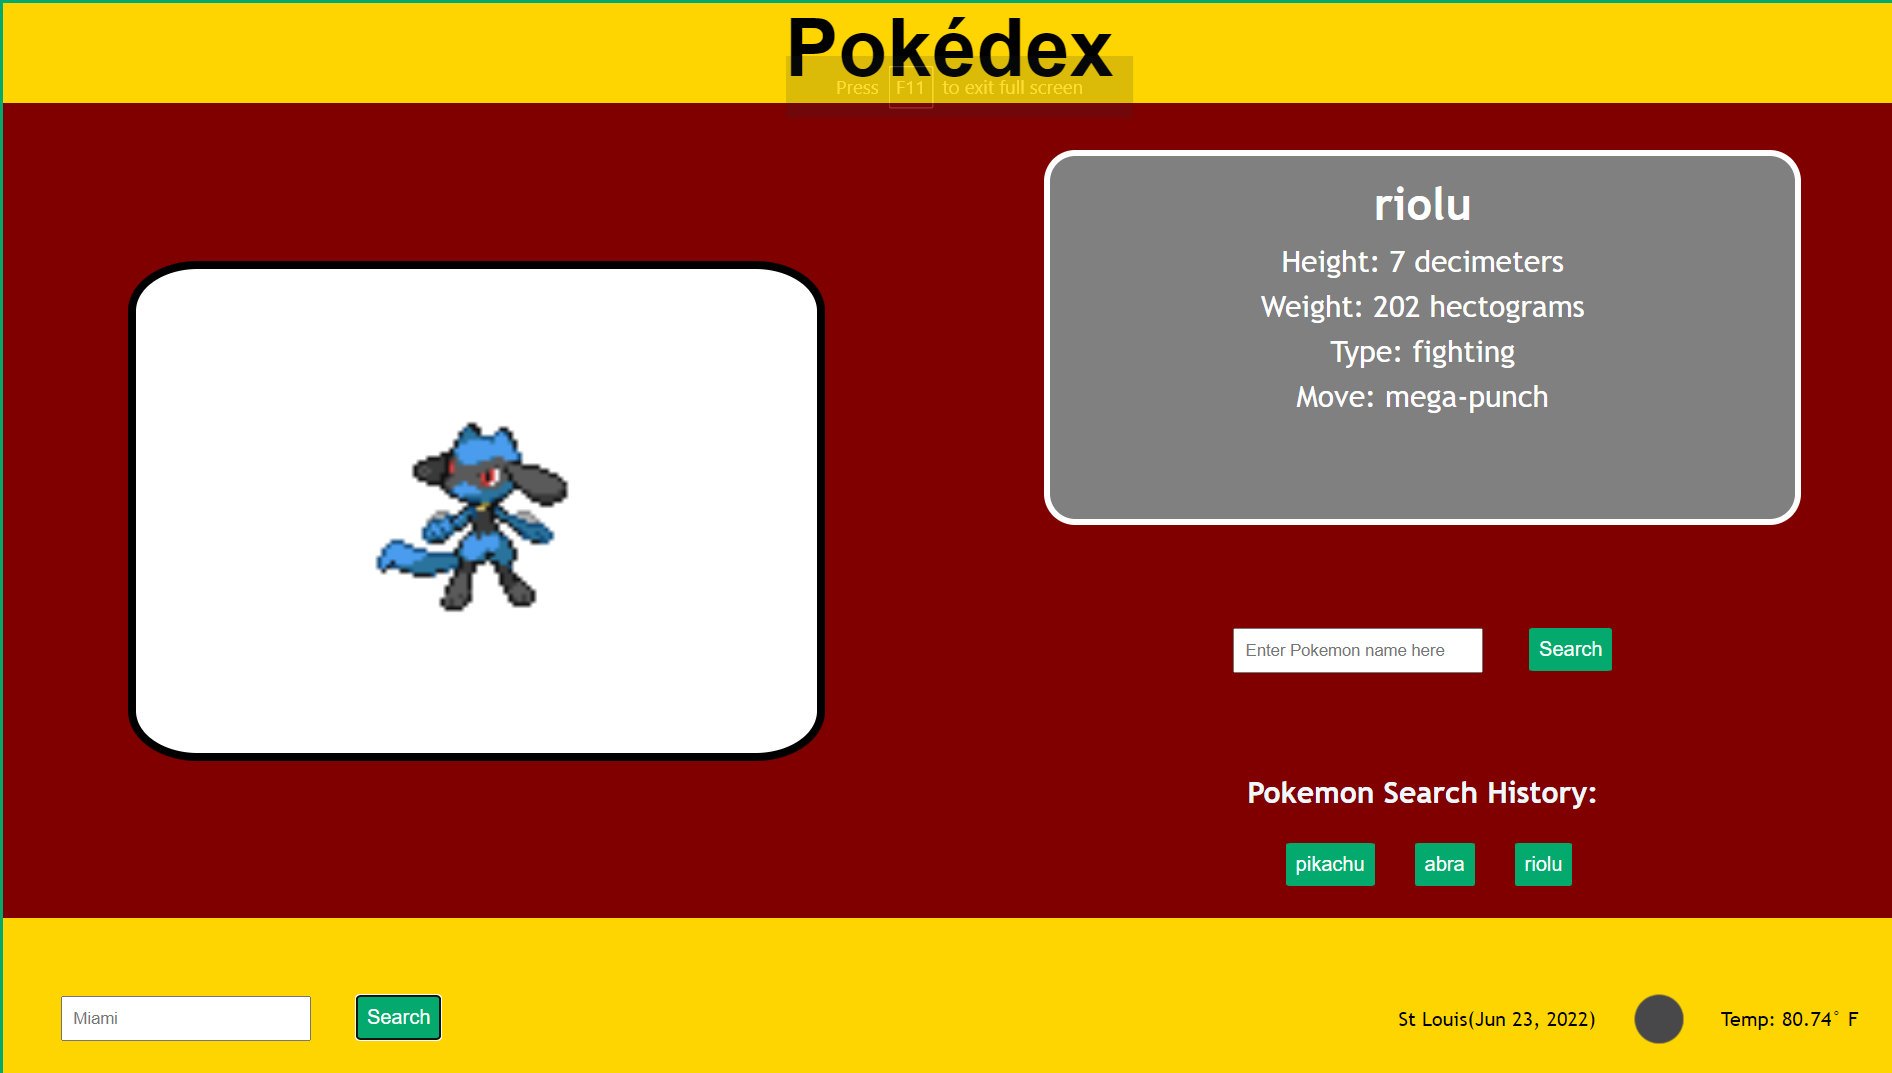 Pokédex
Press F11 to exit full screen
riolu
Height: 7 decimeters
Weight: 202 hectograms
Type: fighting
Move: mega-punch
Enter Pokemon name here
Search
Pokemon Search History:
pikachu abra riolu
Miami
Search
St Louis(Jun 23, 2022)
Temp: 80.74° F